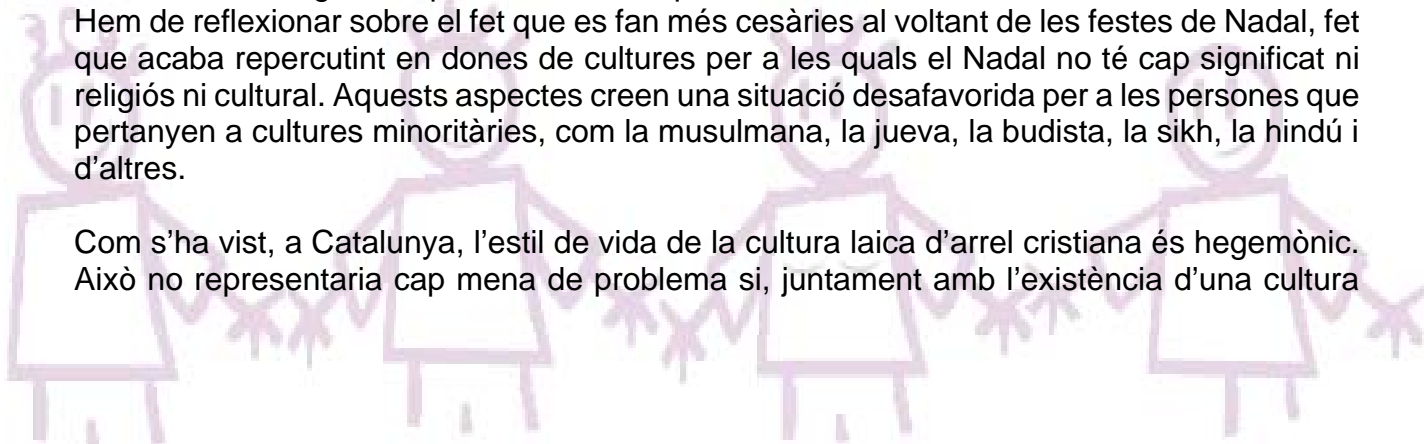 Hem de reflexionar sobre el fet que es fan més cesàries al voltant de les festes de Nadal, fet
que acaba repercutint en dones de cultures per a les quals el Nadal no té cap significat ni
religiós ni cultural. Aquests aspectes creen una situació desafavorida per a les persones que
pertanyen a cultures minoritàries, com la musulmana, la jueva, la budista, la sikh, la hindú i
d’altres.
Com s’ha vist, a Catalunya, l’estil de vida de la cultura laica d’arrel cristiana és hegemònic.
Això no representaria cap mena de problema si, juntament amb l’existència d’una cultura